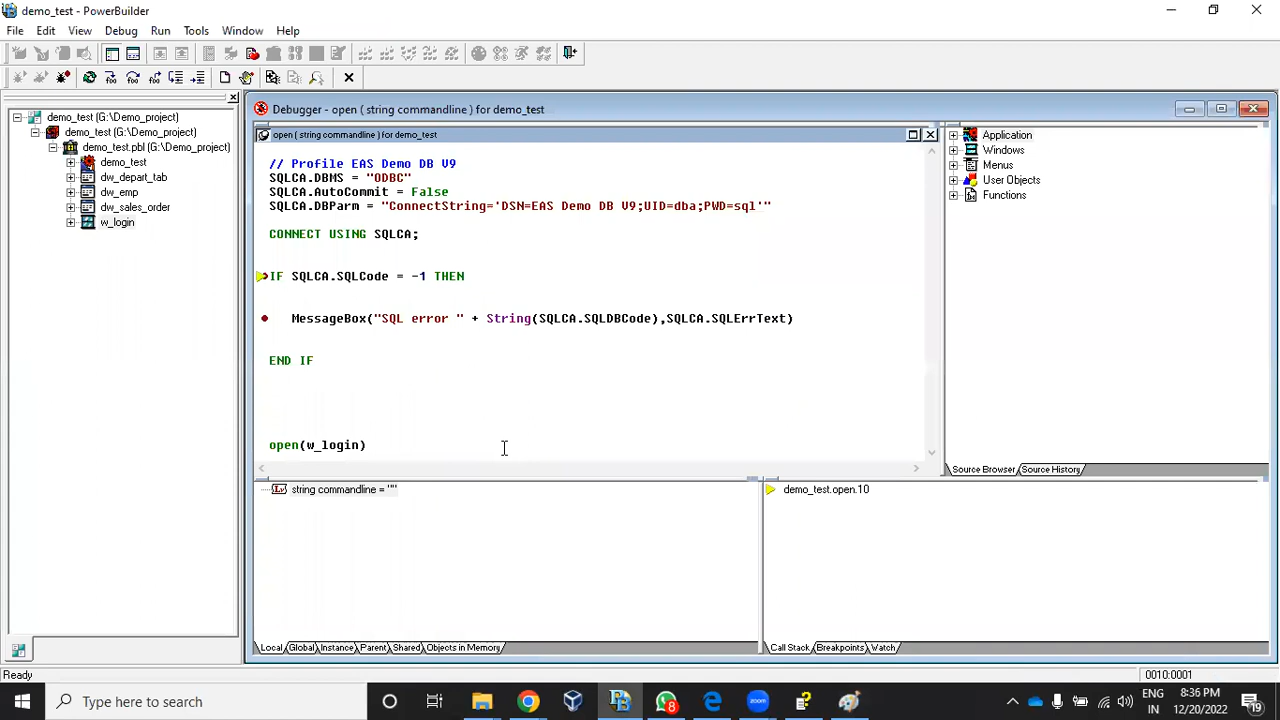 demo_test - PowerBuilder
File Edit View Debug Run Tools Window Help
demo_test (G:\Demo_project)
demo_test (G:\Demo_project)
demo_test.pbl (G:\Demo_project)
demo_test
dw_depart_tab
dw_emp
dw_sales_order
w_login
Debugger - open ( string commandline ) for demo_test
open ( string commandline ) for demo_test
// Profile EAS Demo DB V9
SQLCA.DBMS = "ODBC"
SQLCA.AutoCommit = False
SQLCA.DBParm = "ConnectString='DSN=EAS Demo DB V9;UID=dba;PWD=sql'"
CONNECT USING SQLCA;
IF SQLCA.SQLCode = -1 THEN
MessageBox("SQL error " + String(SQLCA.SQLDBCode),SQLCA.SQLErrText)
END IF
open(w_login)
Application
Windows
Menus
User Objects
Functions
Source Browser Source History
string commandline = ""
Local Global Instance Parent Shared Objects in Memory
demo_test.open.10
Call Stack Breakpoints Watch
Ready
0010:0001
Type here to search
8
ENG
IN
8:36 PM
12/20/2022
19